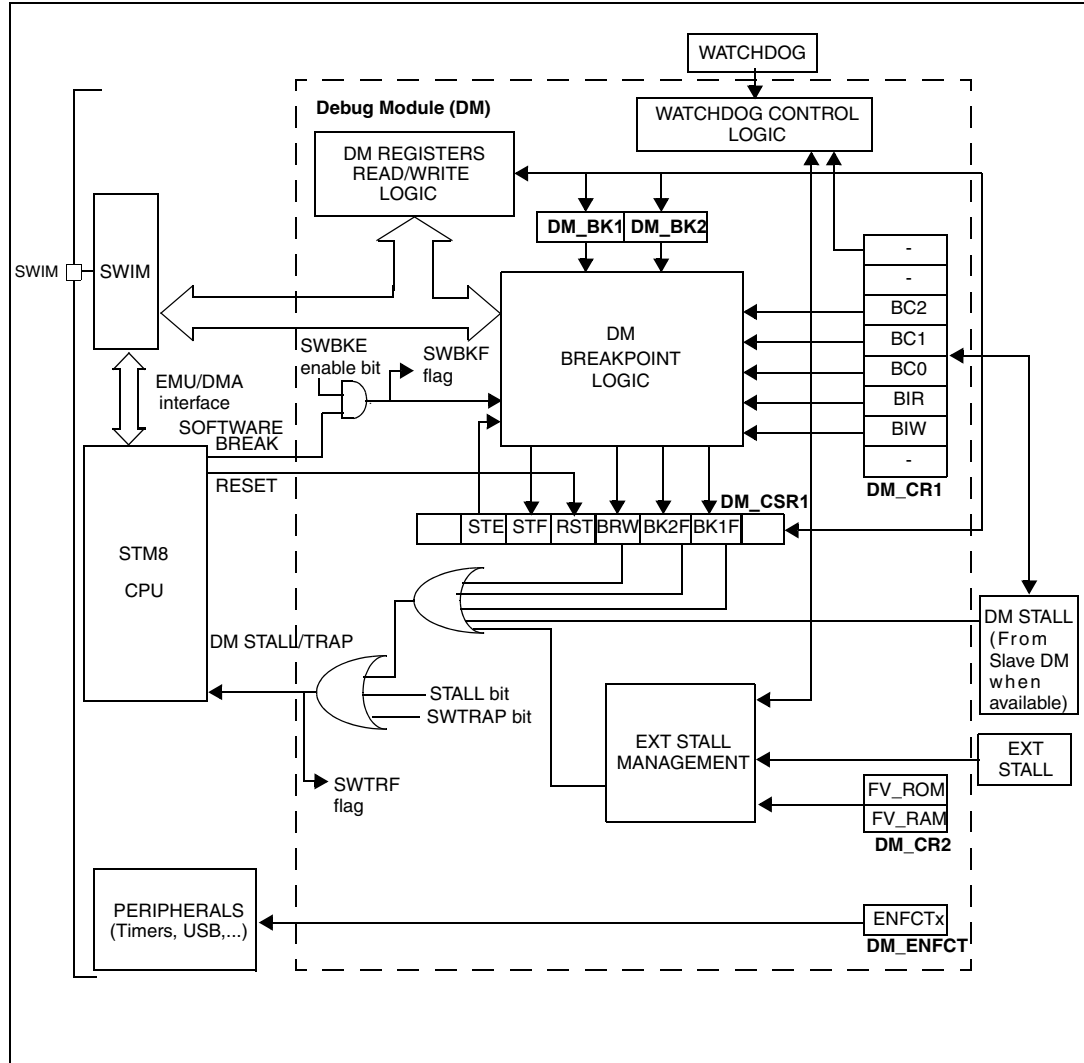 WATCHDOG
Debug Module (DM)
WATCHDOG CONTROL
LOGIC
DM REGISTERS
READ/WRITE
LOGIC
DM_BK1 DM_BK2
SWIM
SWIM
-
-
BC2
BC1
BC0
BIR
BIW
-
DM_CR1
DM
BREAKPOINT
LOGIC
SWBKE
enable bit
SWBKF
flag
EMU/DMA
interface
SOFTWARE
BREAK
RESET
DM_CSR1
STE STF RST BRW BK2F BK1F
STM8
CPU
DM STALL/TRAP
STALL bit
SWTRAP bit
SWTRF
flag
DM STALL
(From
Slave DM
when
available)
EXT STALL
MANAGEMENT
EXT
STALL
FV_ROM
FV_RAM
DM_CR2
PERIPHERALS
(Timers, USB,...)
ENFCTx
DM_ENFCT